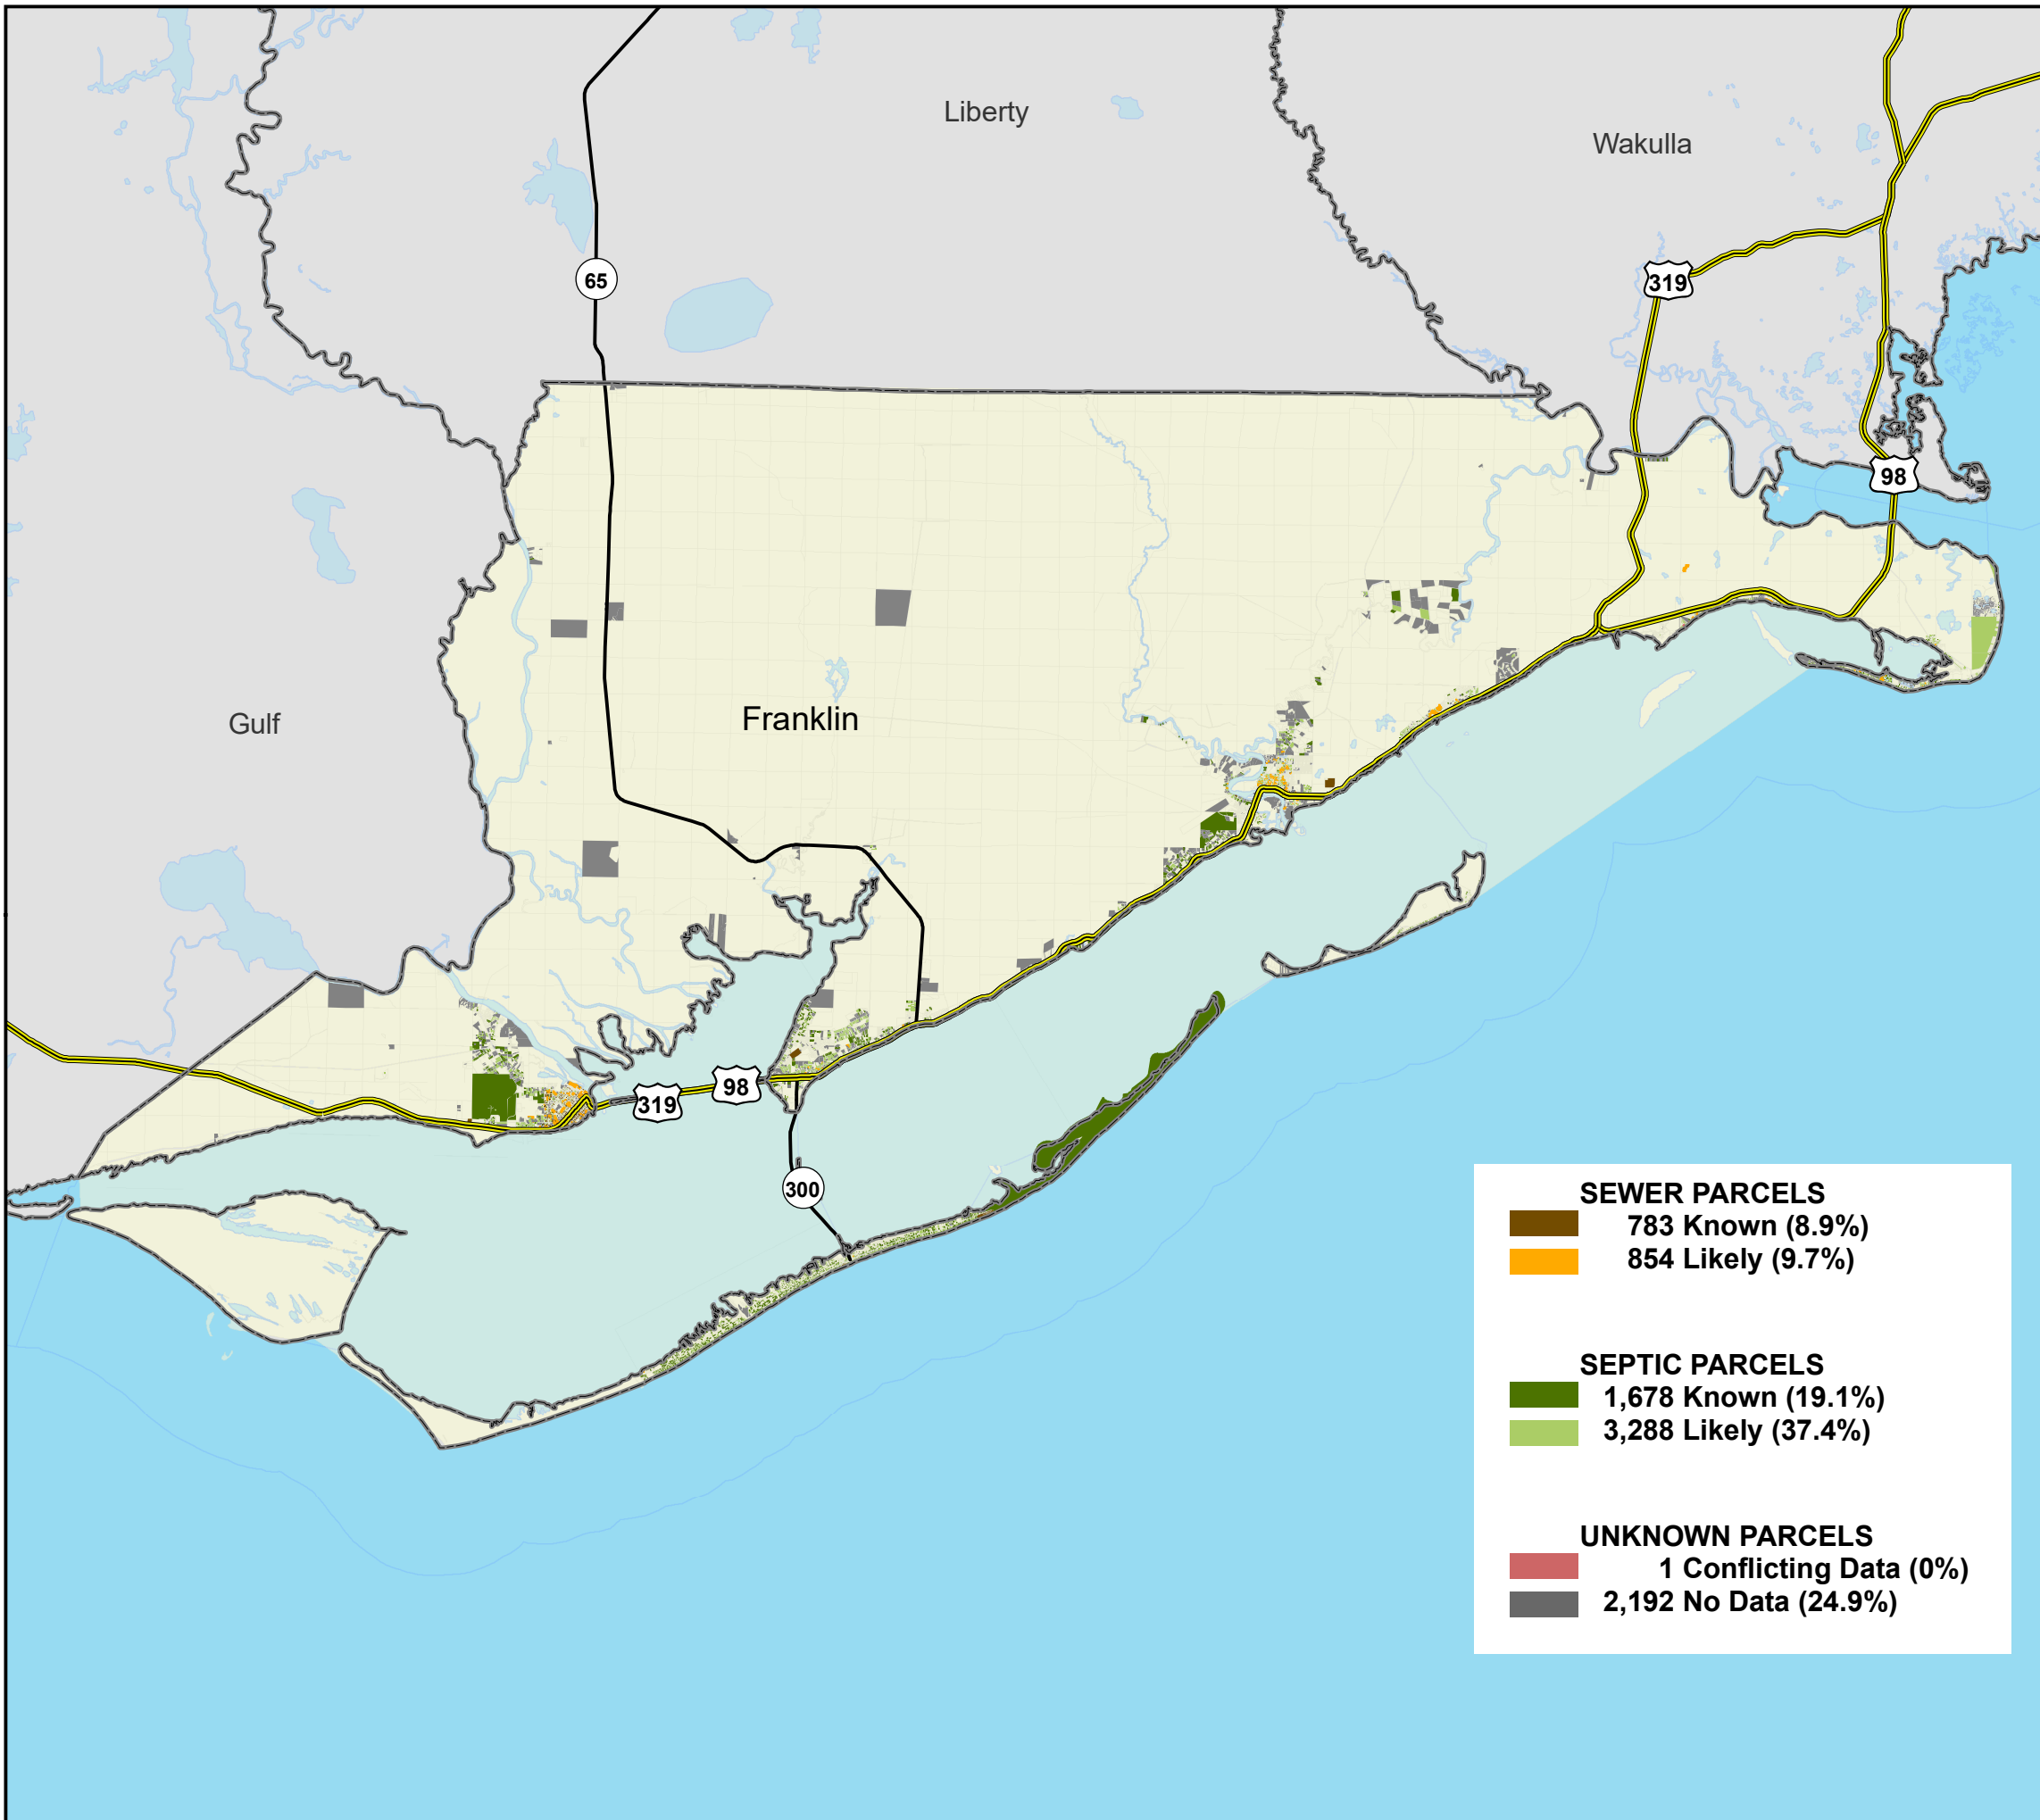 Liberty
Wakulla
65
319
98
Gulf
Franklin
319
98
300
SEWER PARCELS
783 Known (8.9%)
854 Likely (9.7%)
SEPTIC PARCELS
1,678 Known (19.1%)
3,288 Likely (37.4%)
UNKNOWN PARCELS
1 Conflicting Data (0%)
2,192 No Data (24.9%)